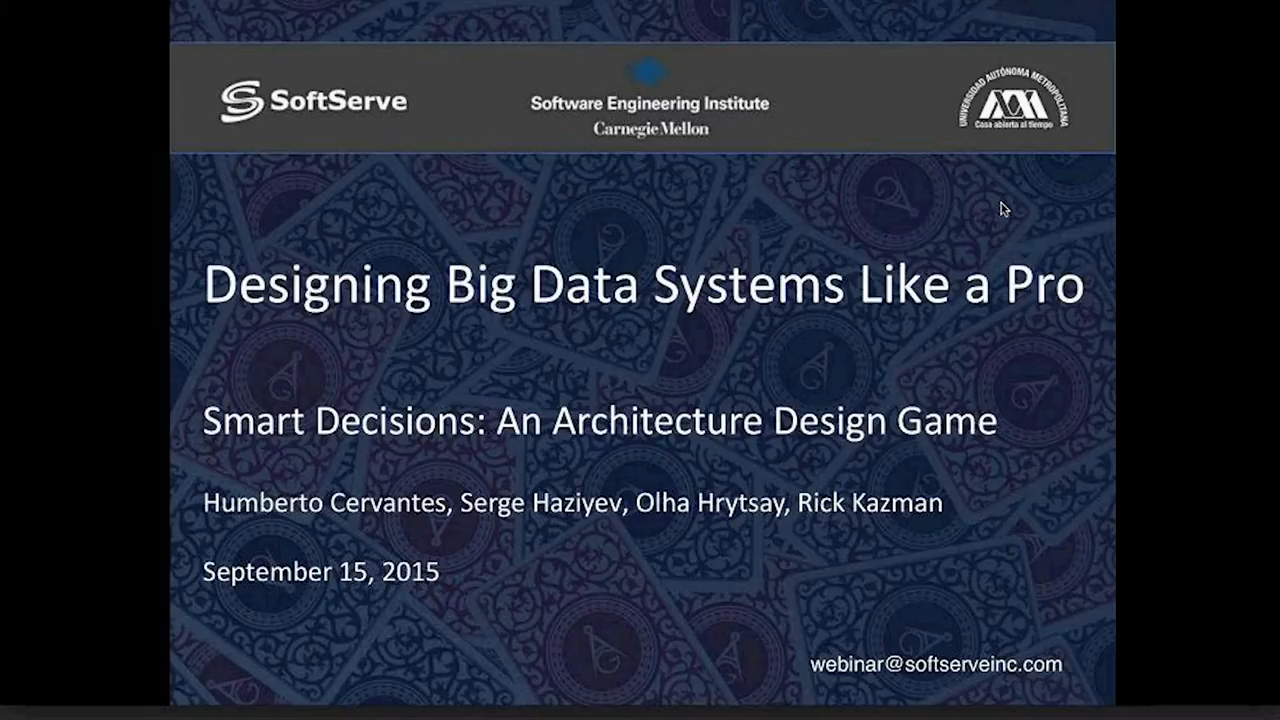 SoftServe
Software Engineering Institute
Carnegie Mellon
UNIVERSIDAD AUTÓNOMA METROPOLITANA
Casa abierta al tiempo
Designing Big Data Systems Like a Pro
Smart Decisions: An Architecture Design Game
Humberto Cervantes, Serge Haziyev, Olha Hrytsay, Rick Kazman
September 15, 2015
webinar@softserveinc.com